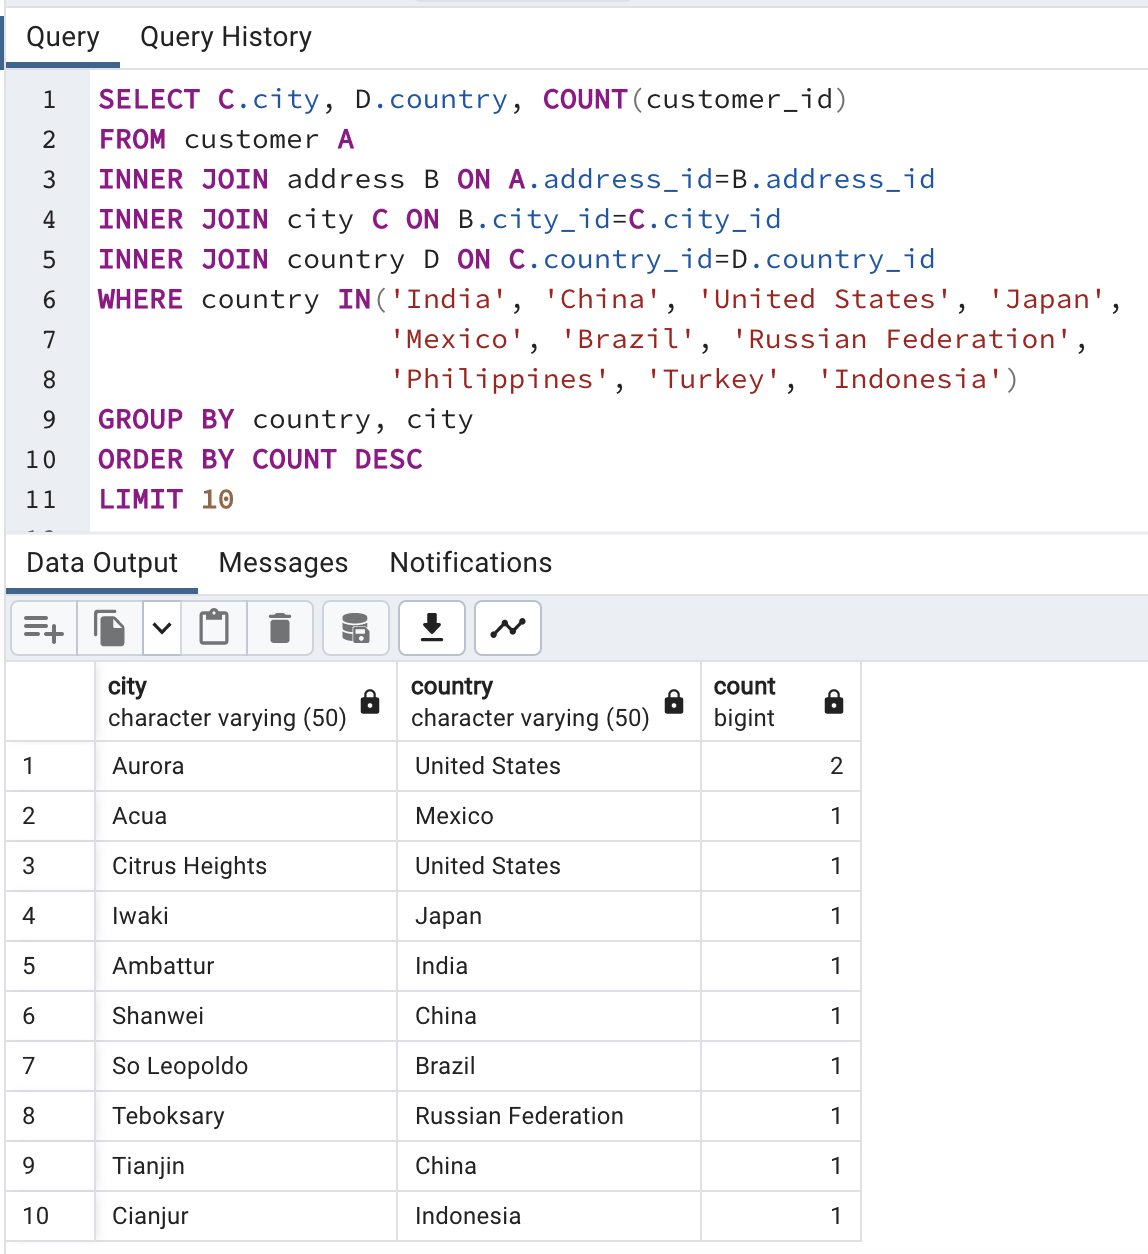 Query Query History
1 SELECT C.city, D.country, COUNT(customer_id)
2 FROM customer A
3 INNER JOIN address B ON A.address_id=B.address_id
4 INNER JOIN city C ON B.city_id=C.city_id
5 INNER JOIN country D ON C.country_id=D.country_id
6 WHERE country IN('India', 'China', 'United States', 'Japan',
7 'Mexico', 'Brazil', 'Russian Federation',
8 'Philippines', 'Turkey', 'Indonesia')
9 GROUP BY country, city
10 ORDER BY COUNT DESC
11 LIMIT 10
Data Output Messages Notifications
city country count
character varying (50) character varying (50) bigint
1 Aurora United States 2
2 Acua Mexico 1
3 Citrus Heights United States 1
4 Iwaki Japan 1
5 Ambattur India 1
6 Shanwei China 1
7 So Leopoldo Brazil 1
8 Teboksary Russian Federation 1
9 Tianjin China 1
10 Cianjur Indonesia 1